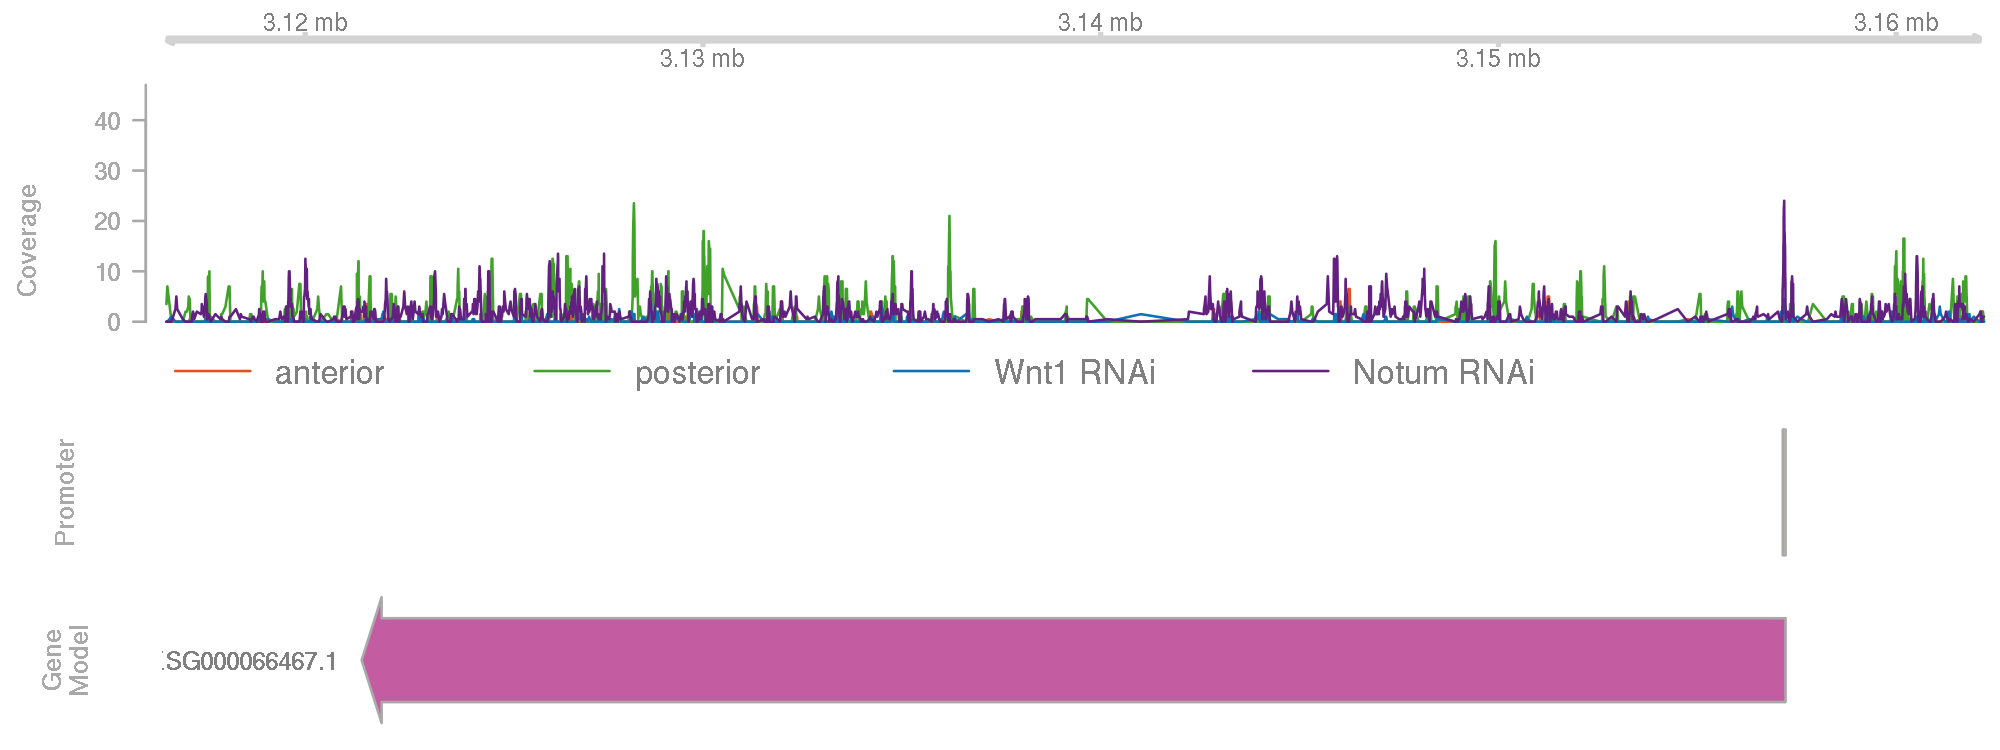 3.12 mb 3.14 mb 3.16 mb
3.13 mb 3.15 mb
Coverage
40
30
20
10
0
anterior posterior Wnt1 RNAi Notum RNAi
Promoter
Gene
Model
SG000066467.1